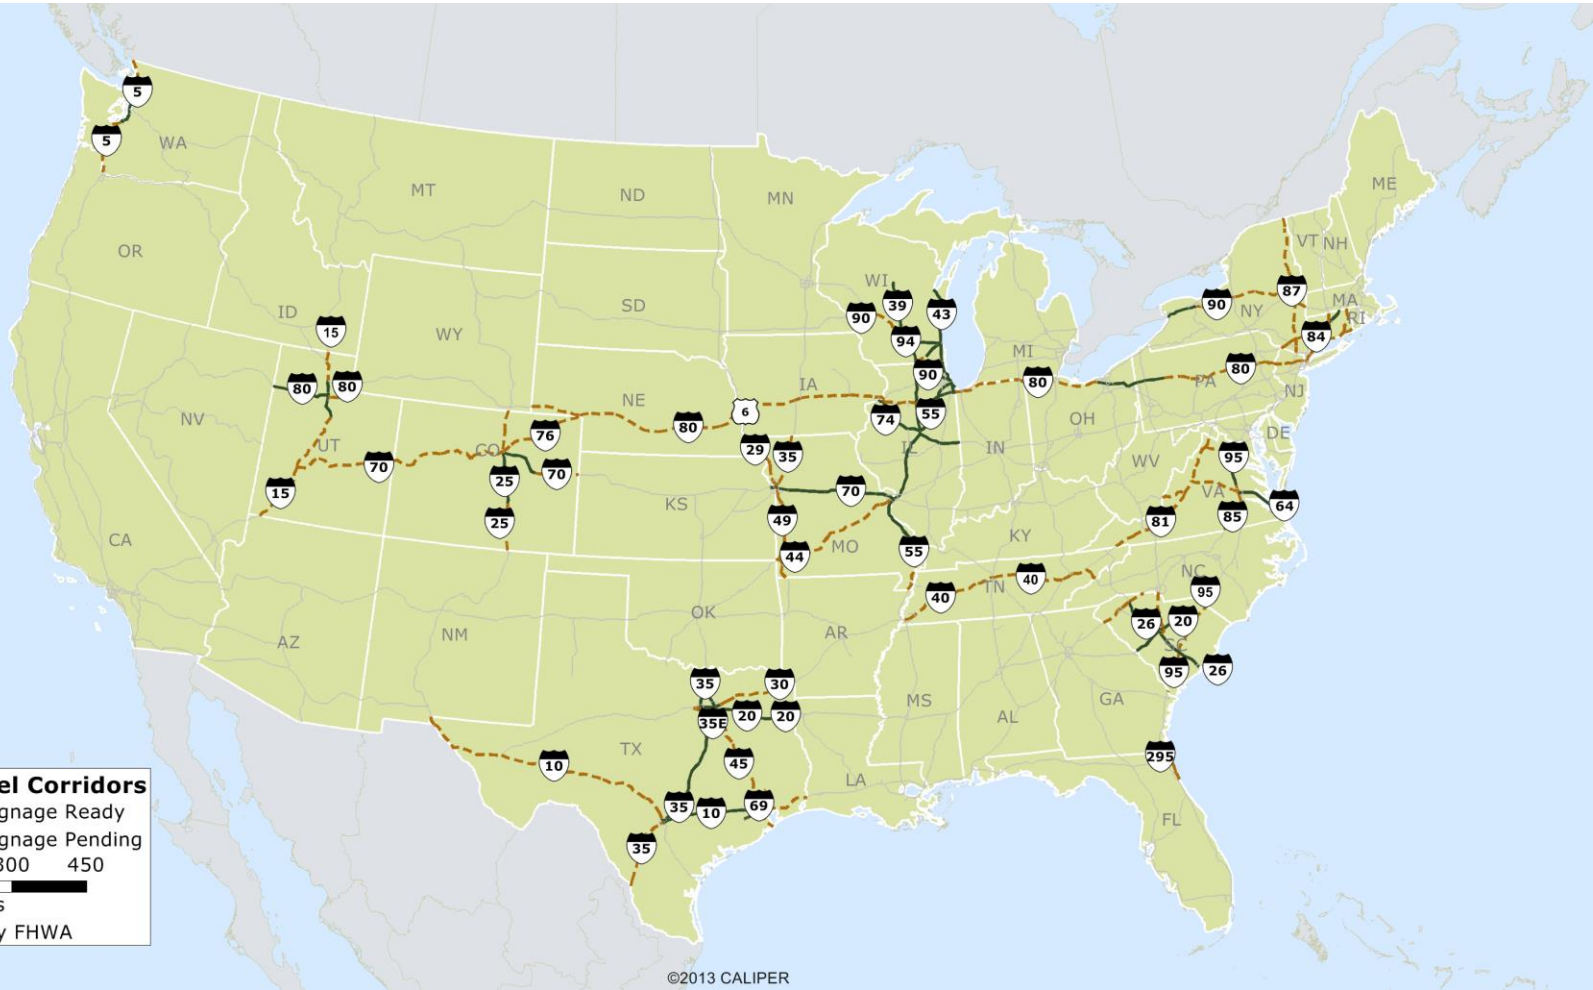 5
5
WA
MT
ND
MN
ME
OR
ID
WY
SD
WI
MI
VT NH
NY
MA
RI
15
80
80
90
39
43
94
90
90
87
84
80
80
NV
UT
NE
IA
IL
IN
OH
PA
NJ
DE
WV
VA
CO
76
80
6
74
55
70
25
70
25
15
29
35
70
49
44
55
95
64
85
81
CA
AZ
NM
KS
MO
KY
OK
AR
TN
NC
SC
40
40
95
26
20
95
26
TX
LA
MS
AL
GA
FL
35
30
35E
20
20
45
10
35
10
69
35
295
el Corridors
gnage Ready
gnage Pending
300 450
s
y FHWA
©2013 CALIPER